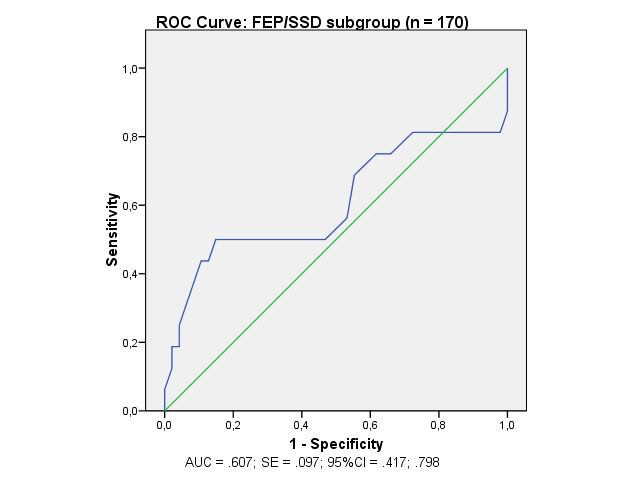 ROC Curve: FEP/SSD subgroup (n = 170)
1,0
0,8
0,6
0,4
0,2
0,0
Sensitivity
0,0 0,2 0,4 0,6 0,8 1,0
1 - Specificity
AUC = .607; SE = .097; 95%CI = .417; .798